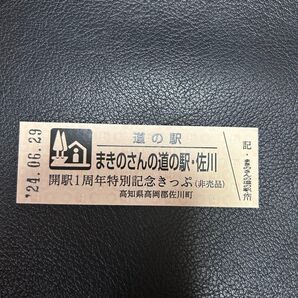 '24.06.29
道の駅
まきのさんの道の駅・佐川
開駅1周年特別記念きっぷ(非売品)
高知県高岡郡佐川町
記